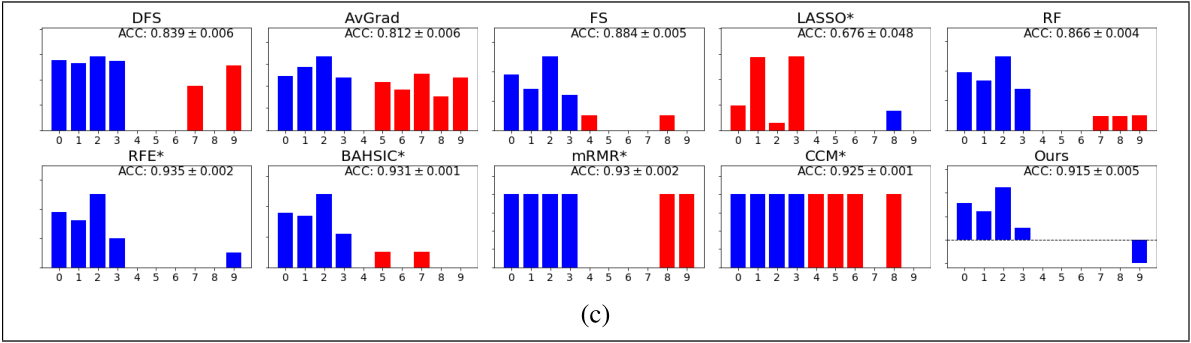 DFS
ACC: 0.839 ± 0.006
0 1 2 3 4 5 6 7 8 9
AvGrad
ACC: 0.812 ± 0.006
0 1 2 3 4 5 6 7 8 9
FS
ACC: 0.884 ± 0.005
0 1 2 3 4 5 6 7 8 9
LASSO*
ACC: 0.676 ± 0.048
0 1 2 3 4 5 6 7 8 9
RF
ACC: 0.866 ± 0.004
0 1 2 3 4 5 6 7 8 9
RFE*
ACC: 0.935 ± 0.002
0 1 2 3 4 5 6 7 8 9
BAHSIC*
ACC: 0.931 ± 0.001
0 1 2 3 4 5 6 7 8 9
mRMR*
ACC: 0.93 ± 0.002
0 1 2 3 4 5 6 7 8 9
CCM*
ACC: 0.925 ± 0.001
0 1 2 3 4 5 6 7 8 9
Ours
ACC: 0.915 ± 0.005
0 1 2 3 4 5 6 7 8 9
(c)